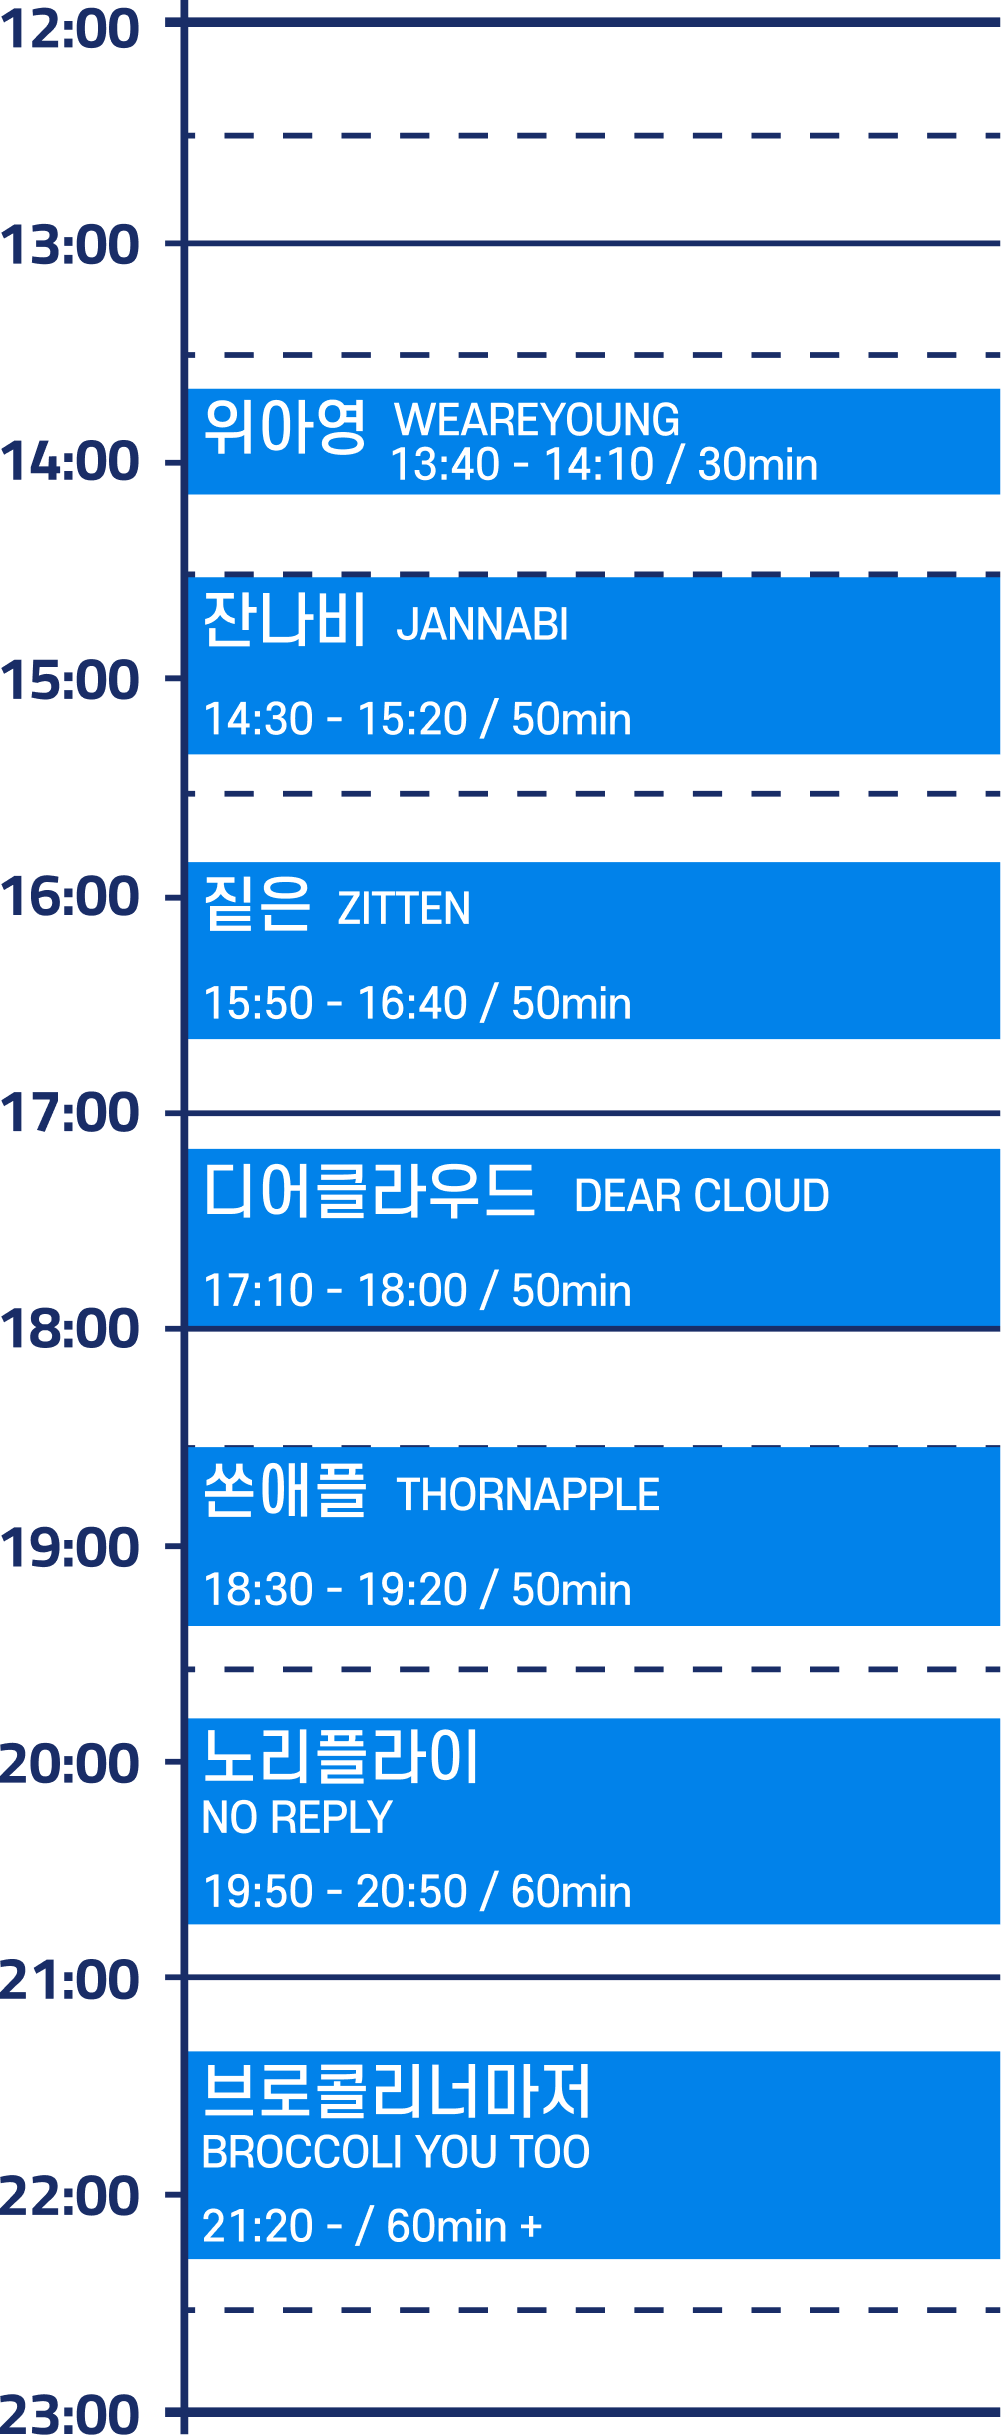 12:00
13:00
위아영 WEAREYOUNG
13:40 - 14:10 / 30min
14:00
잔나비 JANNABI
15:00
14:30 - 15:20 / 50min
16:00
짙은 ZITTEN
15:50 - 16:40 / 50min
17:00
디어클라우드 DEAR CLOUD
17:10 - 18:00 / 50min
18:00
쏜애플 THORNAPPLE
19:00
18:30 - 19:20 / 50min
노리플라이
20:00
NO REPLY
19:50 - 20:50 / 60min
21:00
브로콜리너마저
BROCCOLI YOU TOO
22:00
21:20 - / 60min +
23:00